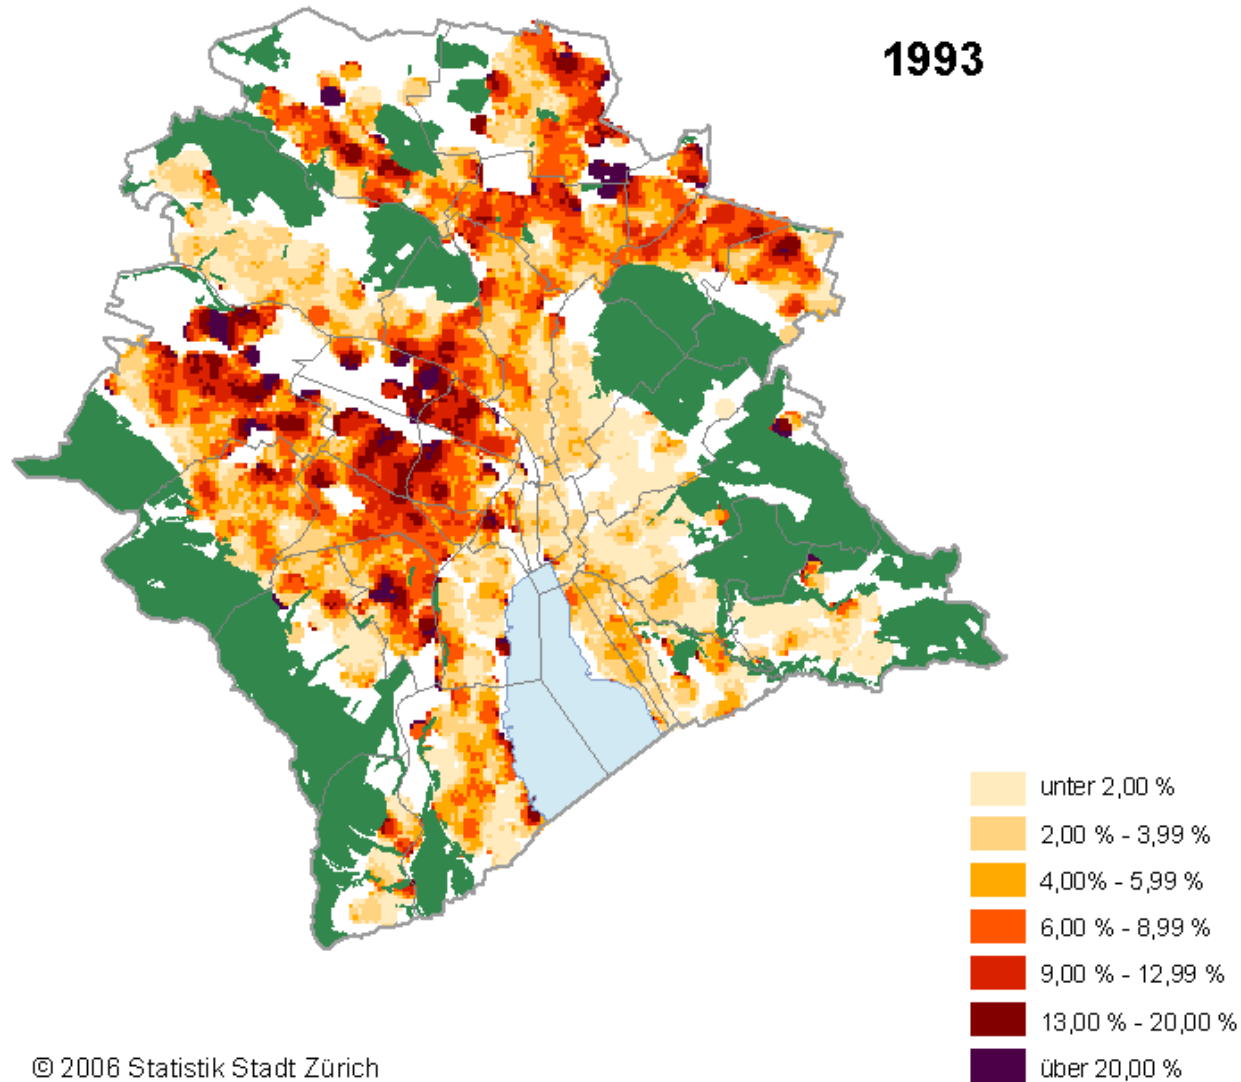 1993
unter 2,00 %
2,00 % - 3,99 %
4,00% - 5,99 %
6,00 % - 8,99 %
9,00 % - 12,99 %
13,00 % - 20,00 %
über 20,00 %
© 2006 Statistik Stadt Zürich